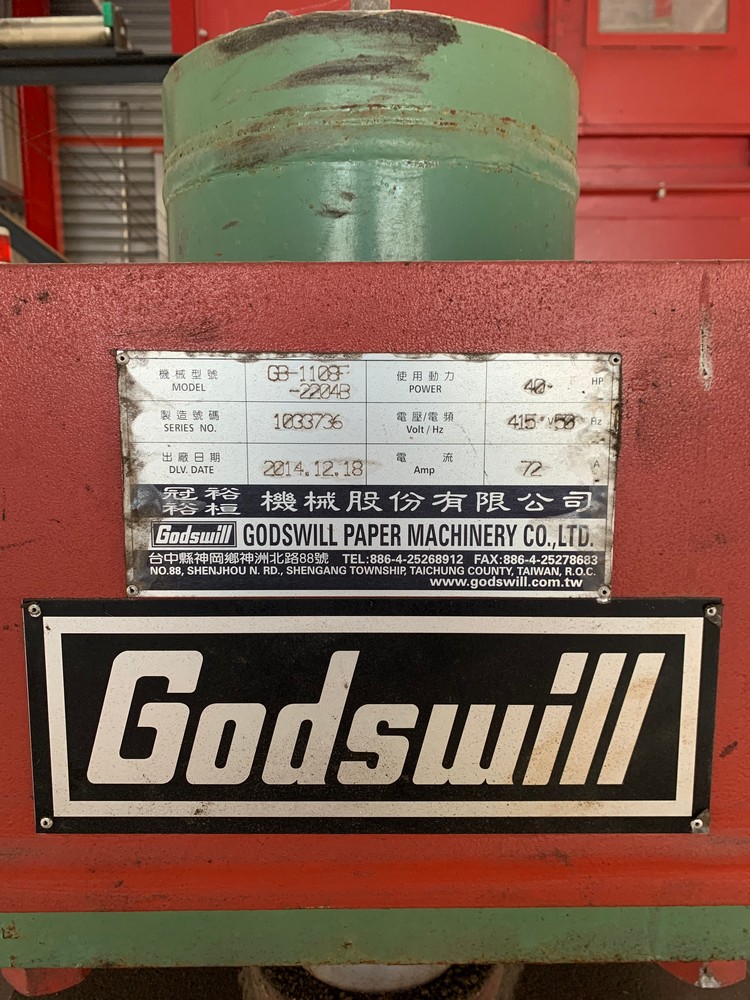 機械型號 MODEL GB-1108F -2204B 使用動力 POWER 40 HP
製造號碼 SERIES NO. 1033736 電壓/電頻 Volt / Hz 415 V 50 Hz
出廠日期 DLV. DATE 2014.12.18 電流 Amp 72 A
冠裕 裕桓 機械股份有限公司
Godswill GODSWILL PAPER MACHINERY CO.,LTD.
台中縣神岡鄉神洲北路88號 TEL:886-4-25268912 FAX:886-4-25278683
NO.88, SHENJHOU N. RD., SHENGANG TOWNSHIP, TAICHUNG COUNTY, TAIWAN, R.O.C.
www.godswill.com.tw
Godswill